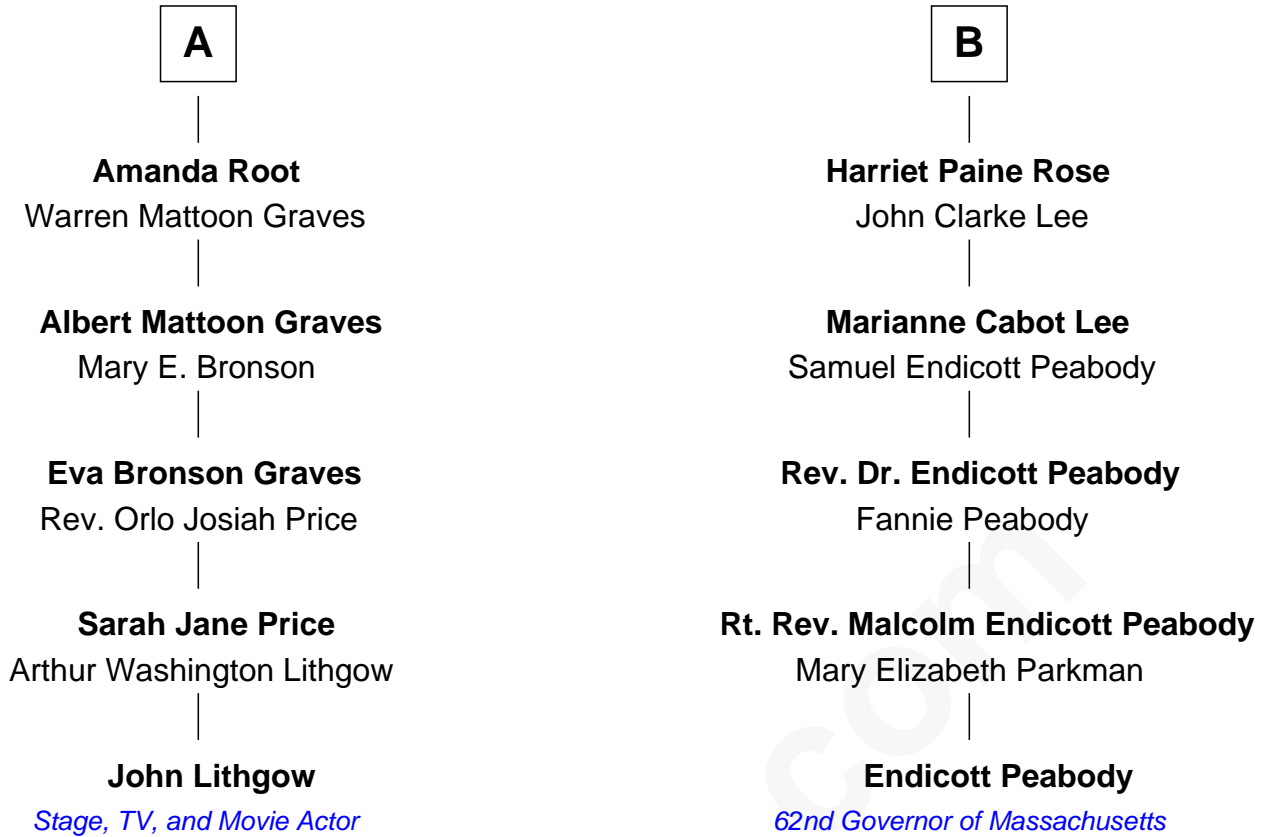 A
Amanda Root
Warren Mattoon Graves
Albert Mattoon Graves
Mary E. Bronson
Eva Bronson Graves
Rev. Orlo Josiah Price
Sarah Jane Price
Arthur Washington Lithgow
John Lithgow
Stage, TV, and Movie Actor
B
Harriet Paine Rose
John Clarke Lee
Marianne Cabot Lee
Samuel Endicott Peabody
Rev. Dr. Endicott Peabody
Fannie Peabody
Rt. Rev. Malcolm Endicott Peabody
Mary Elizabeth Parkman
Endicott Peabody
62nd Governor of Massachusetts
com